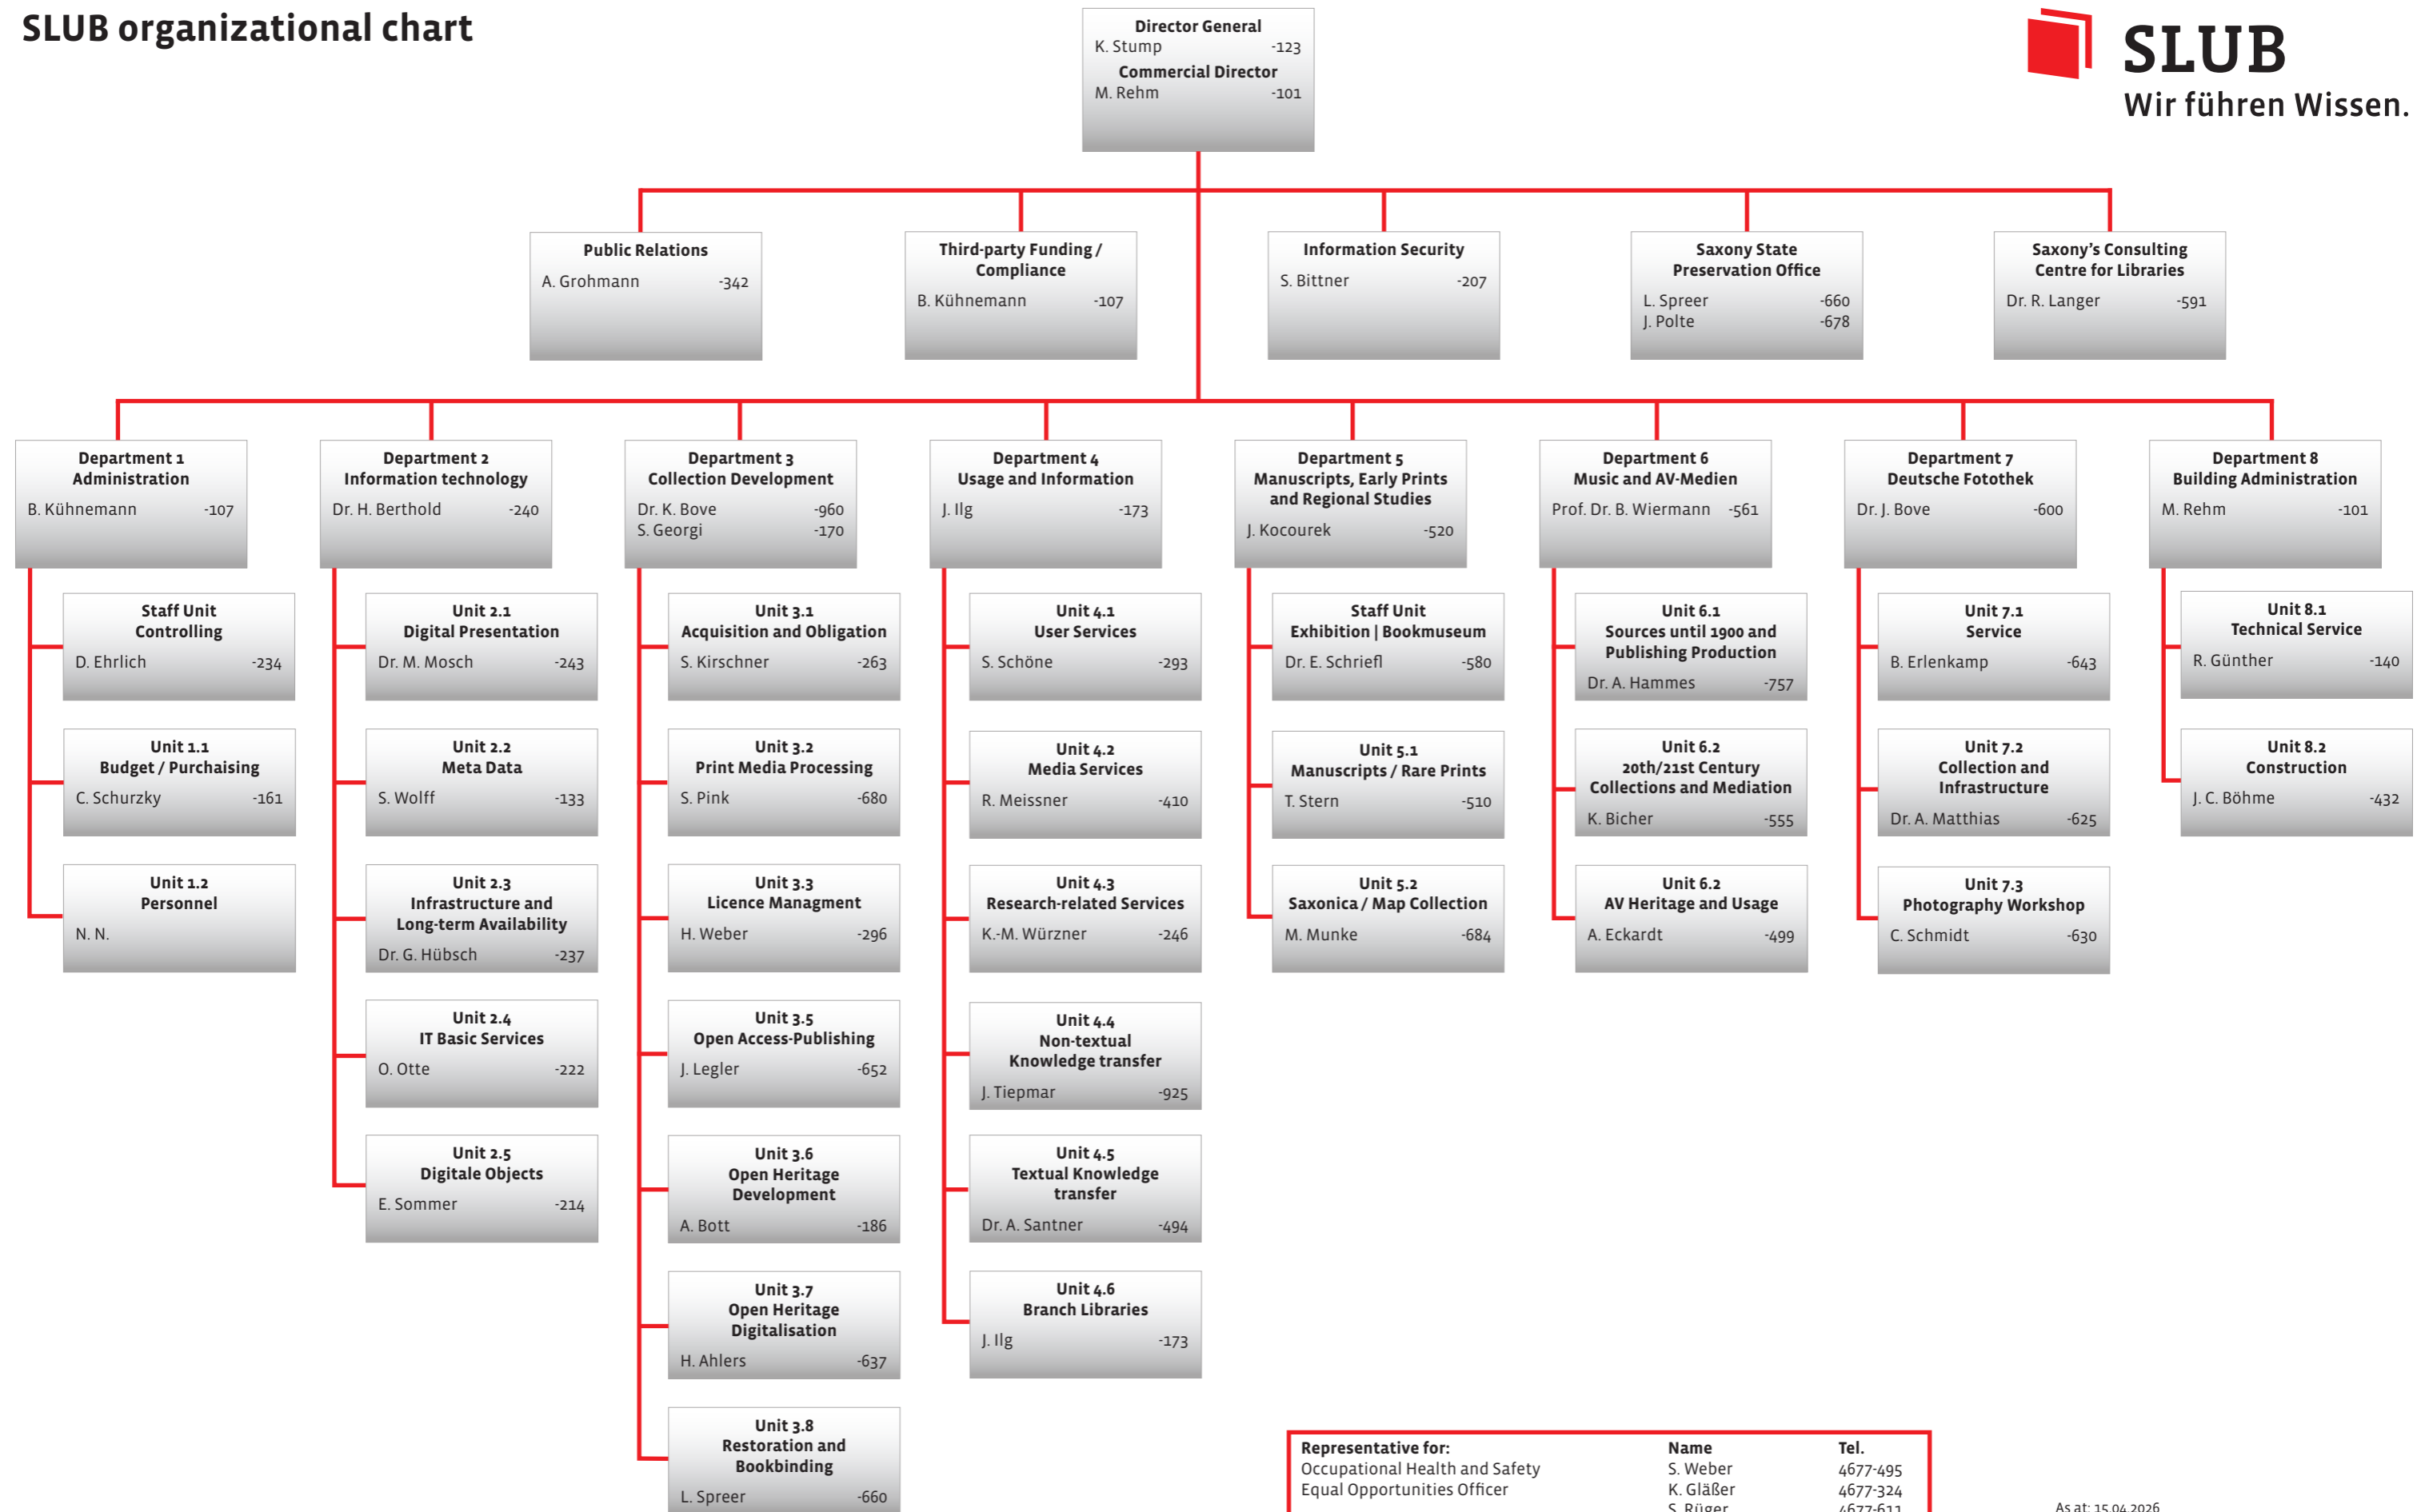 SLUB organizational chart
SLUB
Wir führen Wissen.
Director General
K. Stump -123
Commercial Director
M. Rehm -101
Public Relations
A. Grohmann -342
Third-party Funding /
Compliance
B. Kühnemann -107
Information Security
S. Bittner -207
Saxony State
Preservation Office
L. Spreer -660
J. Polte -678
Saxony's Consulting
Centre for Libraries
Dr. R. Langer -591
Department 1
Administration
B. Kühnemann -107
Staff Unit
Controlling
D. Ehrlich -234
Unit 1.1
Budget / Purchaising
C. Schurzky -161
Unit 1.2
Personnel
N. N.
Department 2
Information technology
Dr. H. Berthold -240
Unit 2.1
Digital Presentation
Dr. M. Mosch -243
Unit 2.2
Meta Data
S. Wolff -133
Unit 2.3
Infrastructure and
Long-term Availability
Dr. G. Hübsch -237
Unit 2.4
IT Basic Services
O. Otte -222
Unit 2.5
Digitale Objects
E. Sommer -214
Department 3
Collection Development
Dr. K. Bove -960
S. Georgi -170
Unit 3.1
Acquisition and Obligation
S. Kirschner -263
Unit 3.2
Print Media Processing
S. Pink -680
Unit 3.3
Licence Managment
H. Weber -296
Unit 3.5
Open Access-Publishing
J. Legler -652
Unit 3.6
Open Heritage
Development
A. Bott -186
Unit 3.7
Open Heritage
Digitalisation
H. Ahlers -637
Unit 3.8
Restoration and
Bookbinding
L. Spreer -660
Department 4
Usage and Information
J. Ilg -173
Unit 4.1
User Services
S. Schöne -293
Unit 4.2
Media Services
R. Meissner -410
Unit 4.3
Research-related Services
K.-M. Würzner -246
Unit 4.4
Non-textual
Knowledge transfer
J. Tiepmar -925
Unit 4.5
Textual Knowledge
transfer
Dr. A. Santner -494
Unit 4.6
Branch Libraries
J. Ilg -173
Department 5
Manuscripts, Early Prints
and Regional Studies
J. Kocourek -520
Staff Unit
Exhibition | Bookmuseum
Dr. E. Schriefl -580
Unit 5.1
Manuscripts / Rare Prints
T. Stern -510
Unit 5.2
Saxonica / Map Collection
M. Munke -684
Department 6
Music and AV-Medien
Prof. Dr. B. Wiermann -561
Unit 6.1
Sources until 1900 and
Publishing Production
Dr. A. Hammes -757
Unit 6.2
20th/21st Century
Collections and Mediation
K. Bicher -555
Unit 6.2
AV Heritage and Usage
A. Eckardt -499
Department 7
Deutsche Fotothek
Dr. J. Bove -600
Unit 7.1
Service
B. Erlenkamp -643
Unit 7.2
Collection and
Infrastructure
Dr. A. Matthias -625
Unit 7.3
Photography Workshop
C. Schmidt -630
Department 8
Building Administration
M. Rehm -101
Unit 8.1
Technical Service
R. Günther -140
Unit 8.2
Construction
J. C. Böhme -432
Representative for: Name Tel.
Occupational Health and Safety S. Weber 4677-495
Equal Opportunities Officer K. Gläßer 4677-324
S. Rüger 4677-611
As at: 15.04.2026